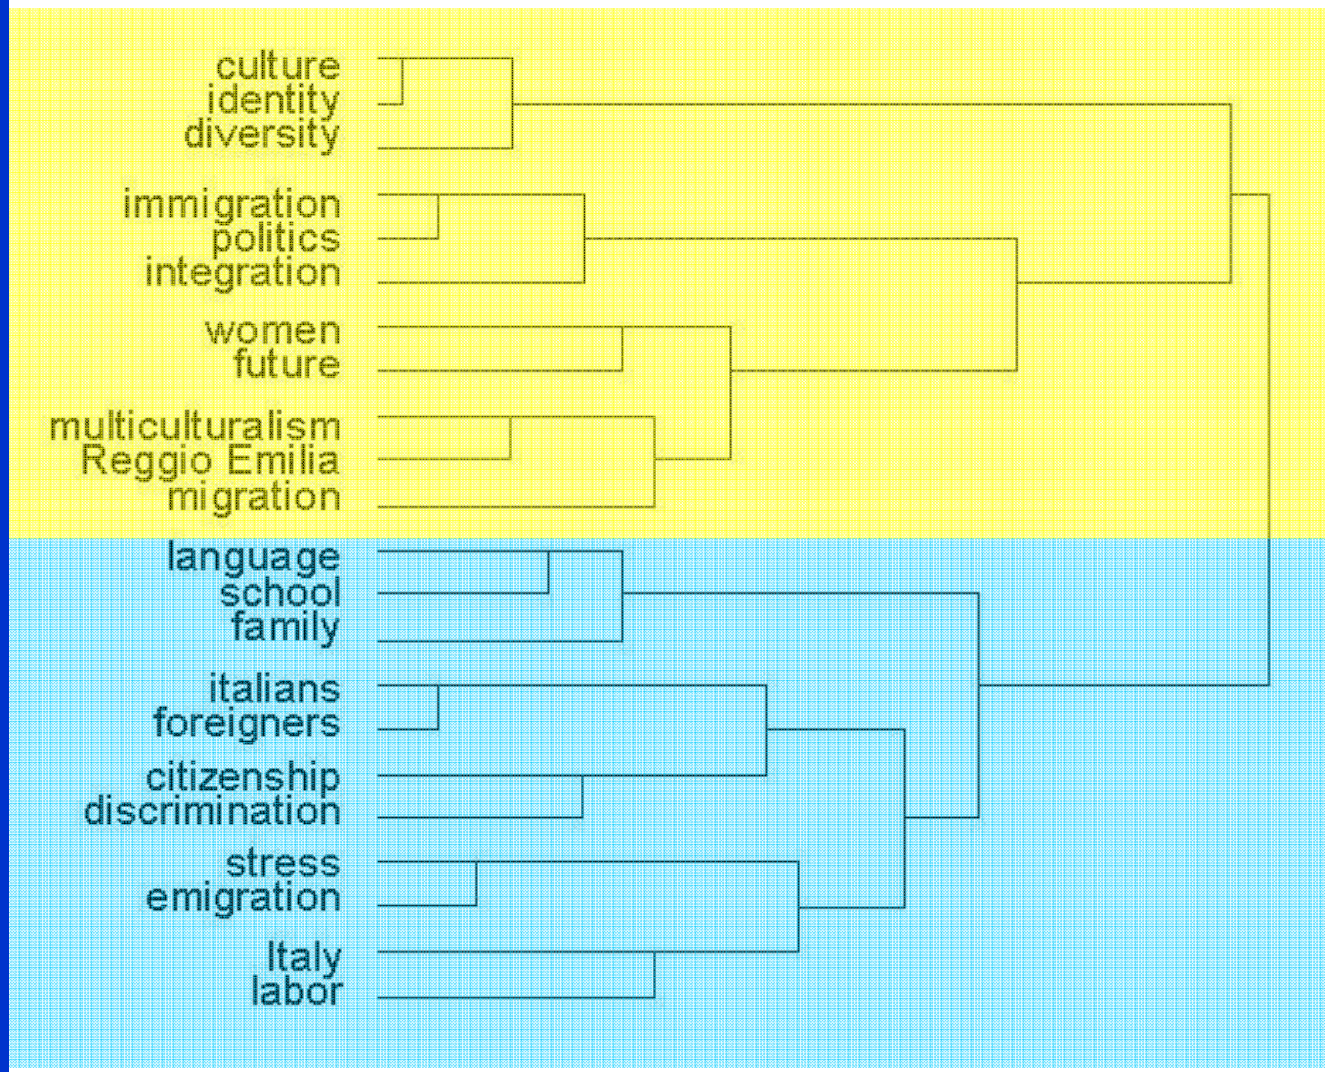 culture
identity
diversity
immigration
politics
integration
women
future
multiculturalism
Reggio Emilia
migration
language
school
family
italians
foreigners
citizenship
discrimination
stress
emigration
Italy
labor